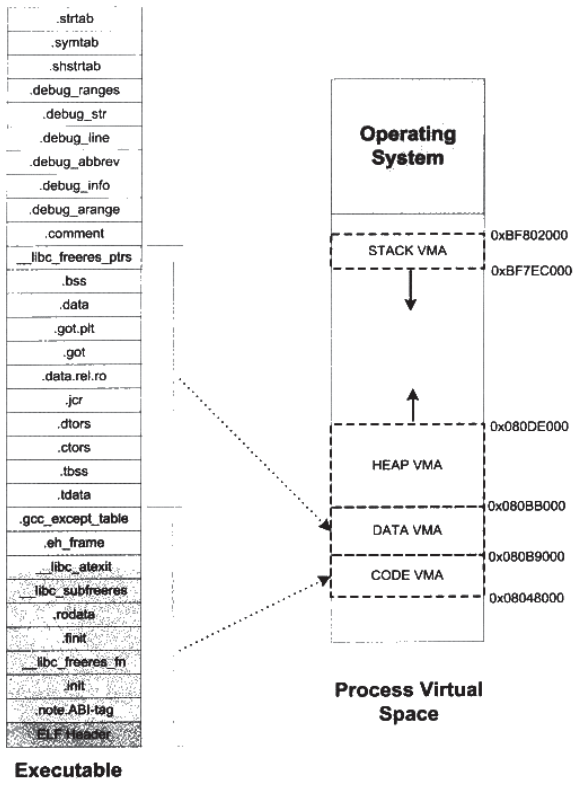 .strtab
.symtab
.shstrtab
.debug_ranges
.debug_str
.debug_line
.debug_abbrev
.debug_info
.debug_arange
.comment
__libc_freeres_ptrs
.bss
.data
.got.plt
.got
.data.rel.ro
.jcr
.dtors
.ctors
.tbss
.tdata
.gcc_except_table
.eh_frame
__libc_atexit
__libc_subfreeres
.rodata
.finit
__libc_freeres_fn
.init
.note.ABI-tag
ELF Header
Executable
Operating
System
0xBF802000
STACK VMA
0xBF7EC000
0x080DE000
HEAP VMA
0x080BB000
DATA VMA
0x080B9000
CODE VMA
0x08048000
Process Virtual
Space